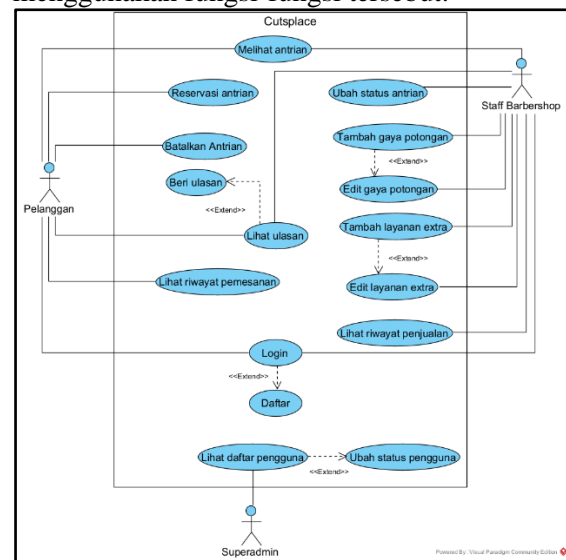 menggunakan fungsi-fungsi tersebut.
Cutsplace
Melihat antrian
Reservasi antrian
Ubah status antrian
Staff Barbershop
Tambah gaya potongan
Batalkan Antrian
<<Extend>>
Beri ulasan
Edit gaya potongan
Pelanggan
<<Extend>>
Tambah layanan extra
Lihat ulasan
<<Extend>>
Lihat riwayat pemesanan
Edit layanan extra
Lihat riwayat penjualan
Login
<<Extend>>
Daftar
Lihat daftar pengguna
Ubah status pengguna
<<Extend>>
Superadmin
Powered By: Visual Paradigm Community Edition